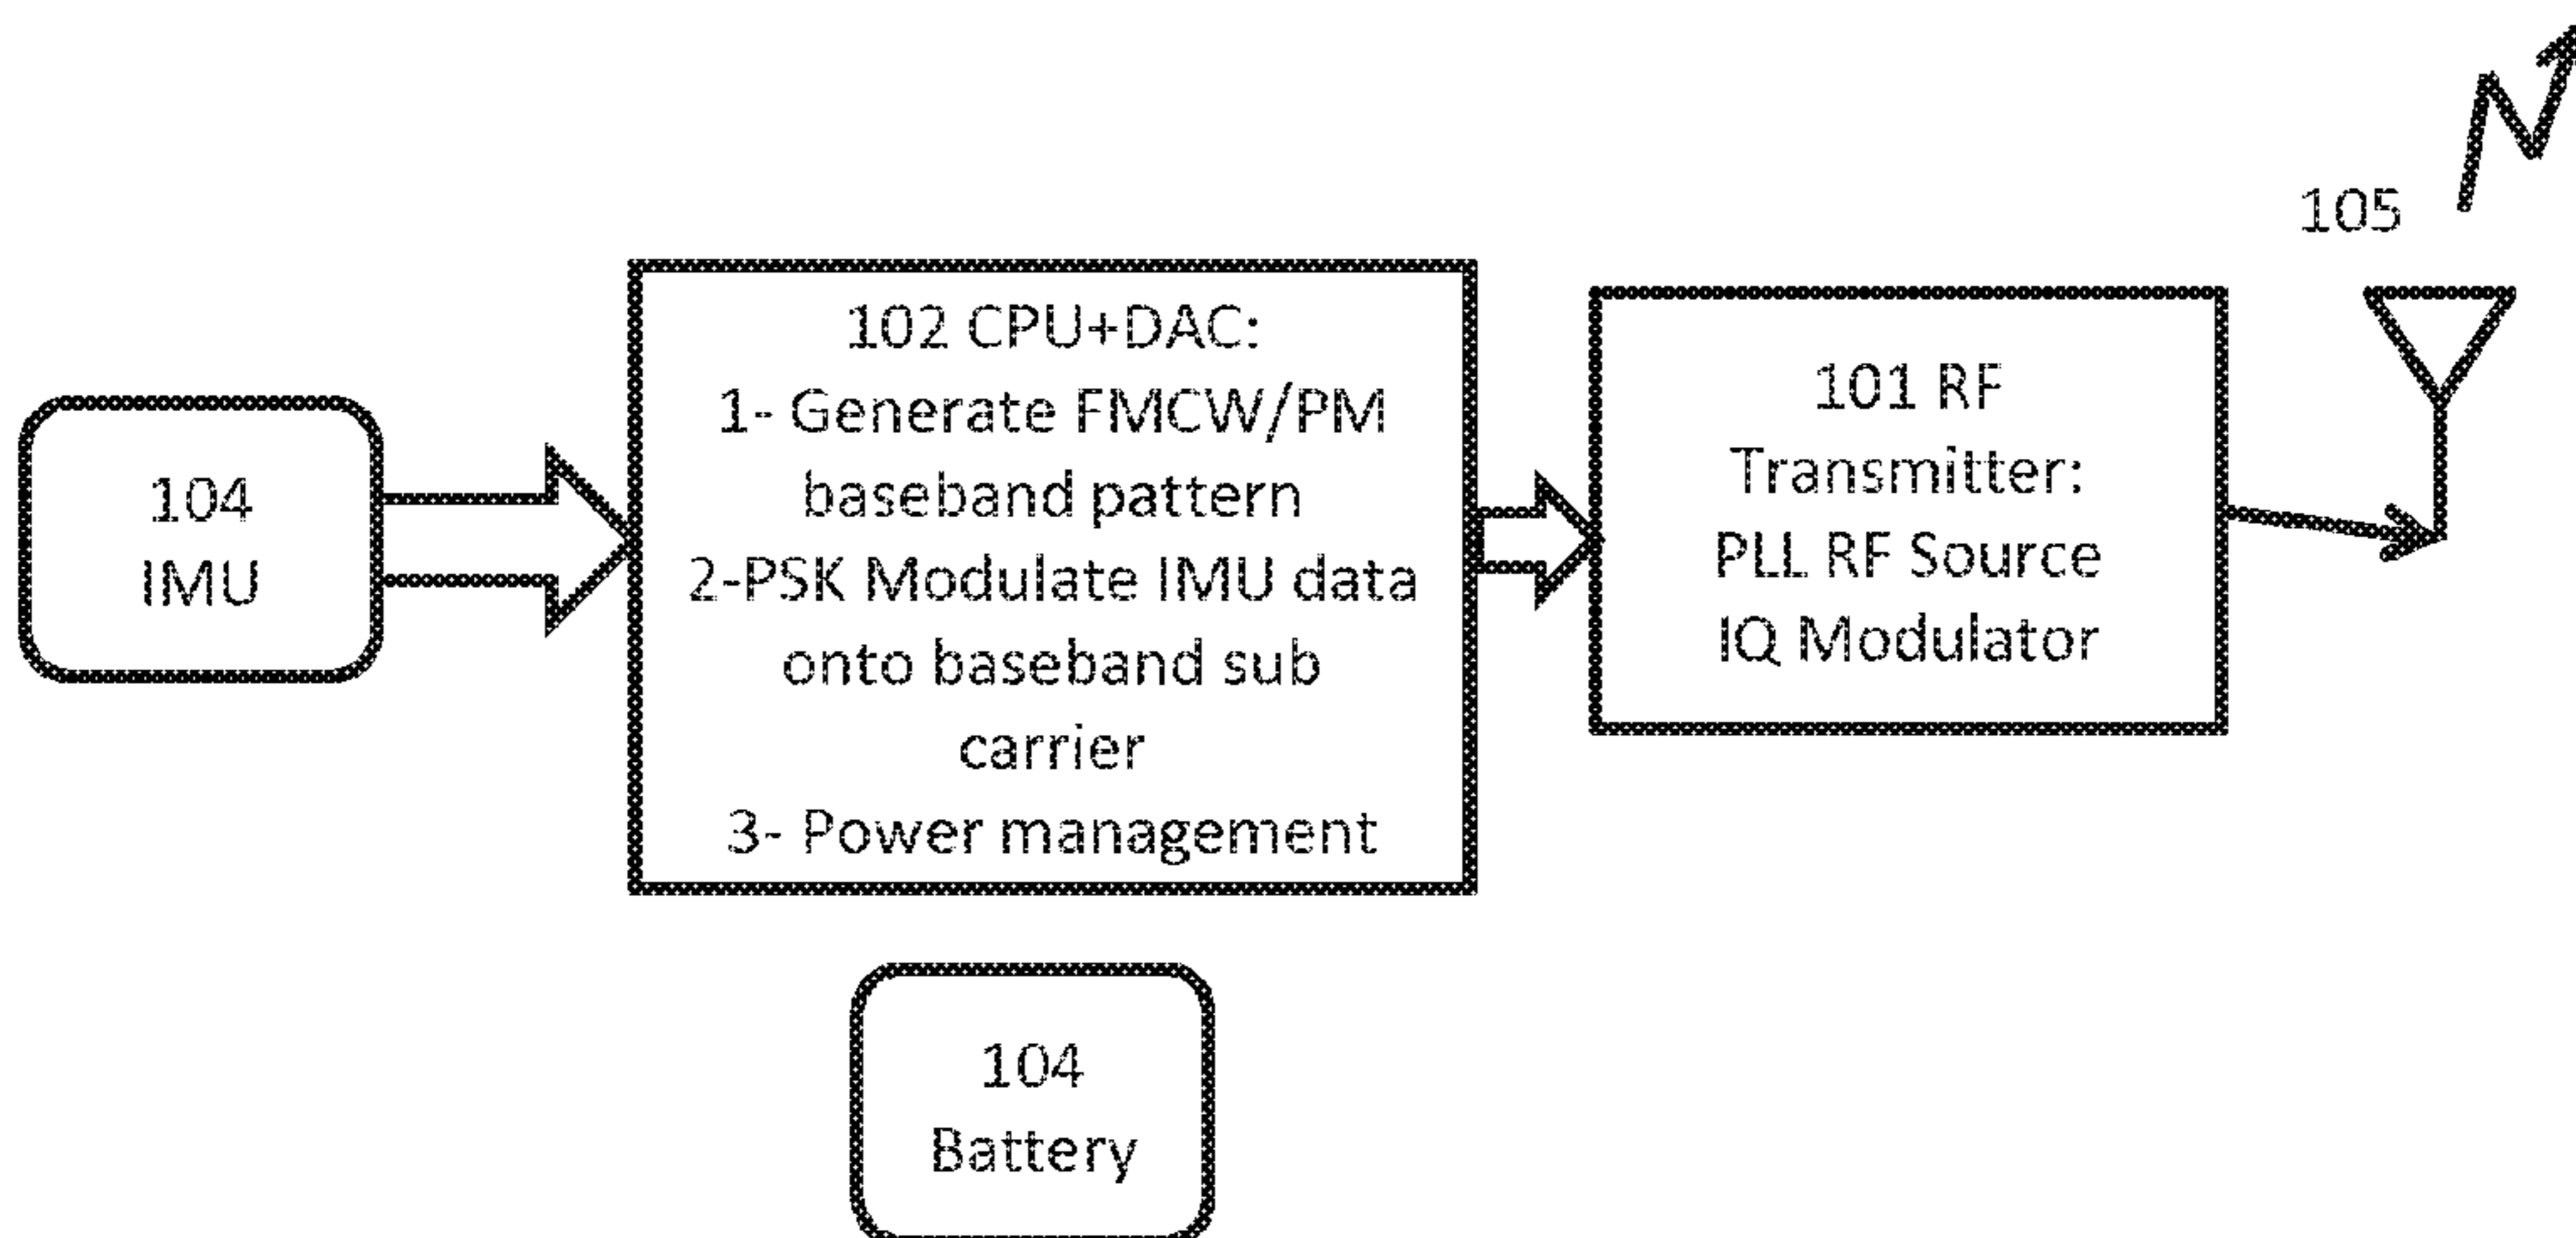 105
102 CPU+DAC:
1- Generate FMCW/PM
baseband pattern
2-PSK Modulate IMU data
onto baseband sub
carrier
3- Power management
101 RF
Transmitter:
PLL RF Source
IQ Modulator
104
IMU
104
Battery